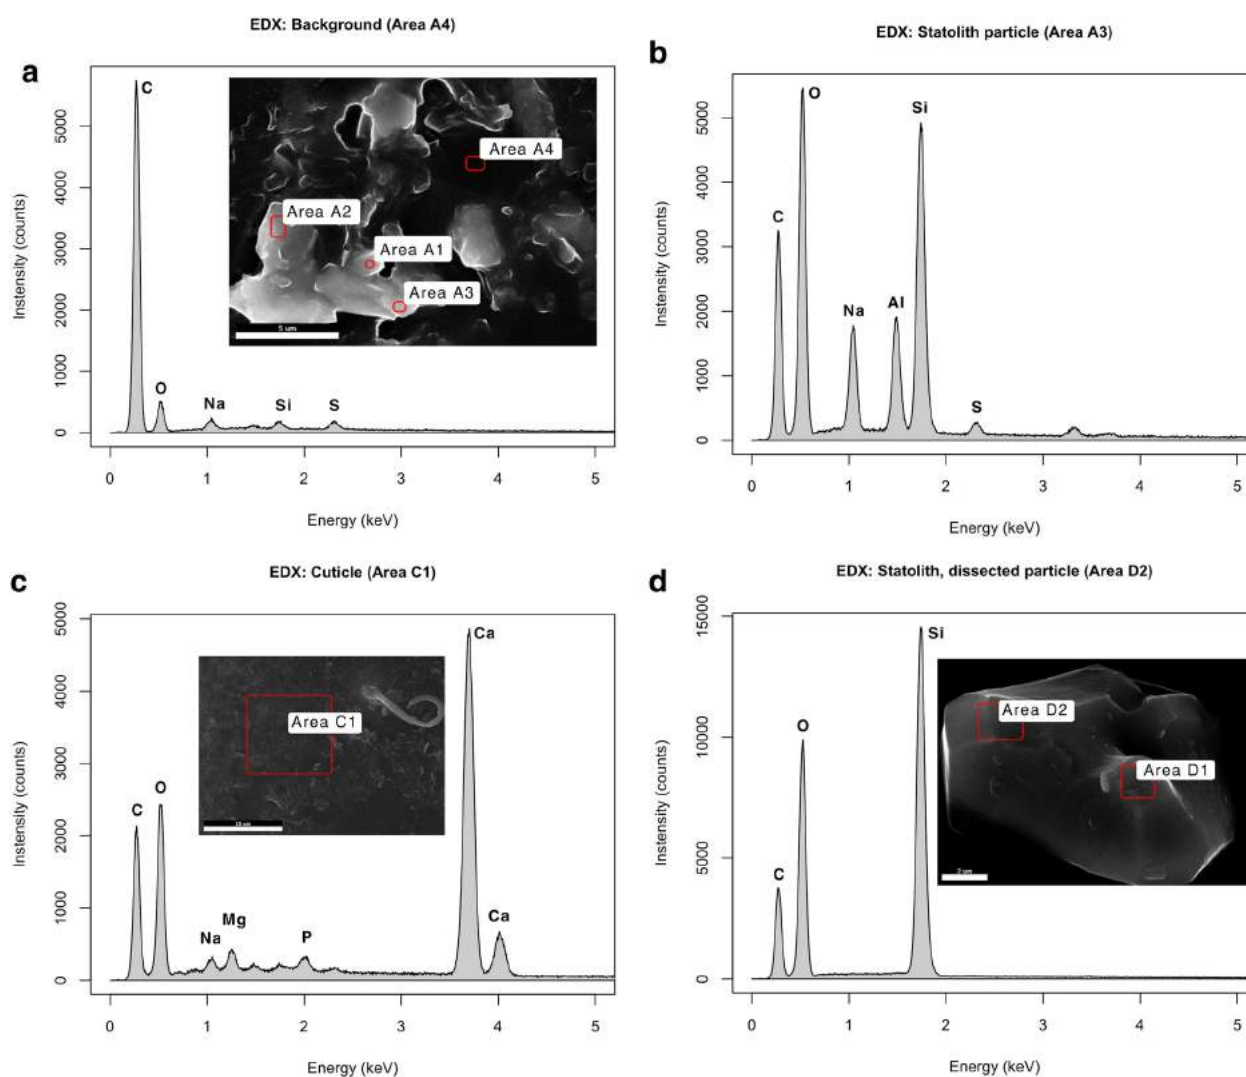 EDX: Background (Area A4)
a
Instensity (counts)
5000
4000
3000
2000
1000
0
C
O
Na
Si
S
Area A4
Area A2
Area A1
Area A3
5 um
0 1 2 3 4 5
Energy (keV)
EDX: Statolith particle (Area A3)
b
Instensity (counts)
5000
4000
3000
2000
1000
0
C
O
Na
Al
Si
S
0 1 2 3 4 5
Energy (keV)
EDX: Cuticle (Area C1)
c
Instensity (counts)
5000
4000
3000
2000
1000
0
C
O
Na
Mg
P
Ca
Ca
Area C1
0 1 2 3 4 5
Energy (keV)
EDX: Statolith, dissected particle (Area D2)
d
Instensity (counts)
15000
10000
5000
0
C
O
Si
Area D2
Area D1
2 um
0 1 2 3 4 5
Energy (keV)